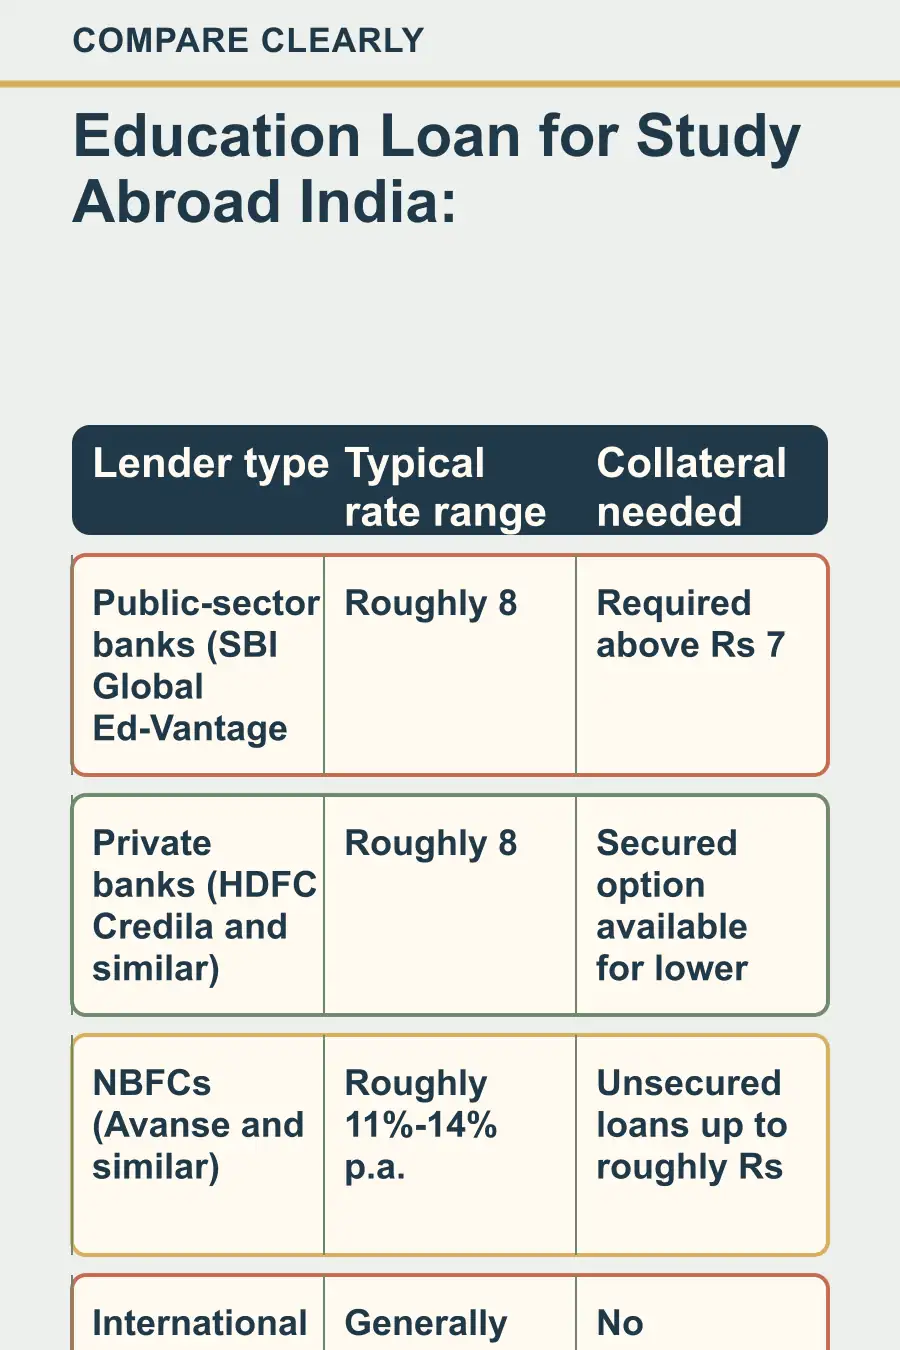 COMPARE CLEARLY
Education Loan for Study
Abroad India:
Lender type
Typical
rate range
Collateral
needed
Public-sector
banks (SBI
Global
Ed-Vantage
Roughly 8
Required
above Rs 7
Private
banks (HDFC
Credila and
similar)
Roughly 8
Secured
option
available
for lower
NBFCs
(Avanse and
similar)
Roughly
11%-14%
p.a.
Unsecured
loans up to
roughly Rs
International
Generally
No